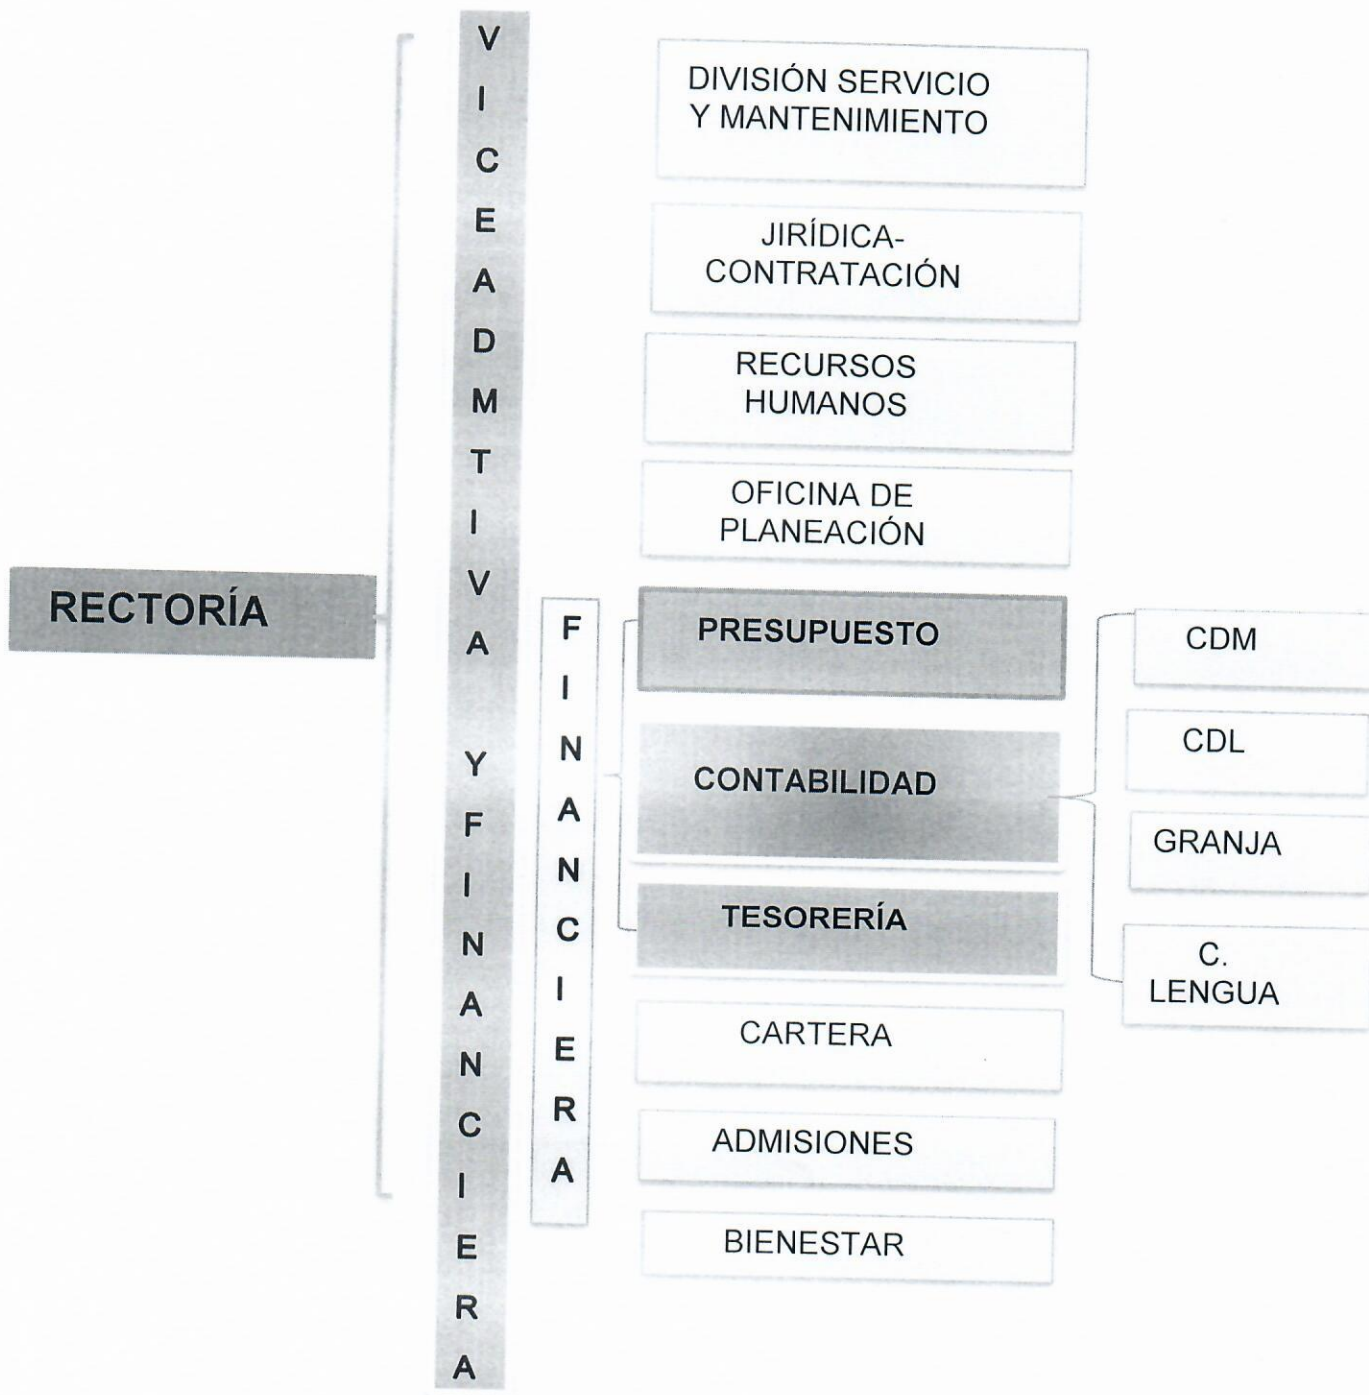 RECTORÍA
VICEADMTIVA Y FINANCIERA
DIVISIÓN SERVICIO
Y MANTENIMIENTO
JIRÍDICA-
CONTRATACIÓN
RECURSOS
HUMANOS
OFICINA DE
PLANEACIÓN
FINANCIERA
PRESUPUESTO
CONTABILIDAD
TESORERÍA
CARTERA
ADMISIONES
BIENESTAR
CDM
CDL
GRANJA
C.
LENGUA